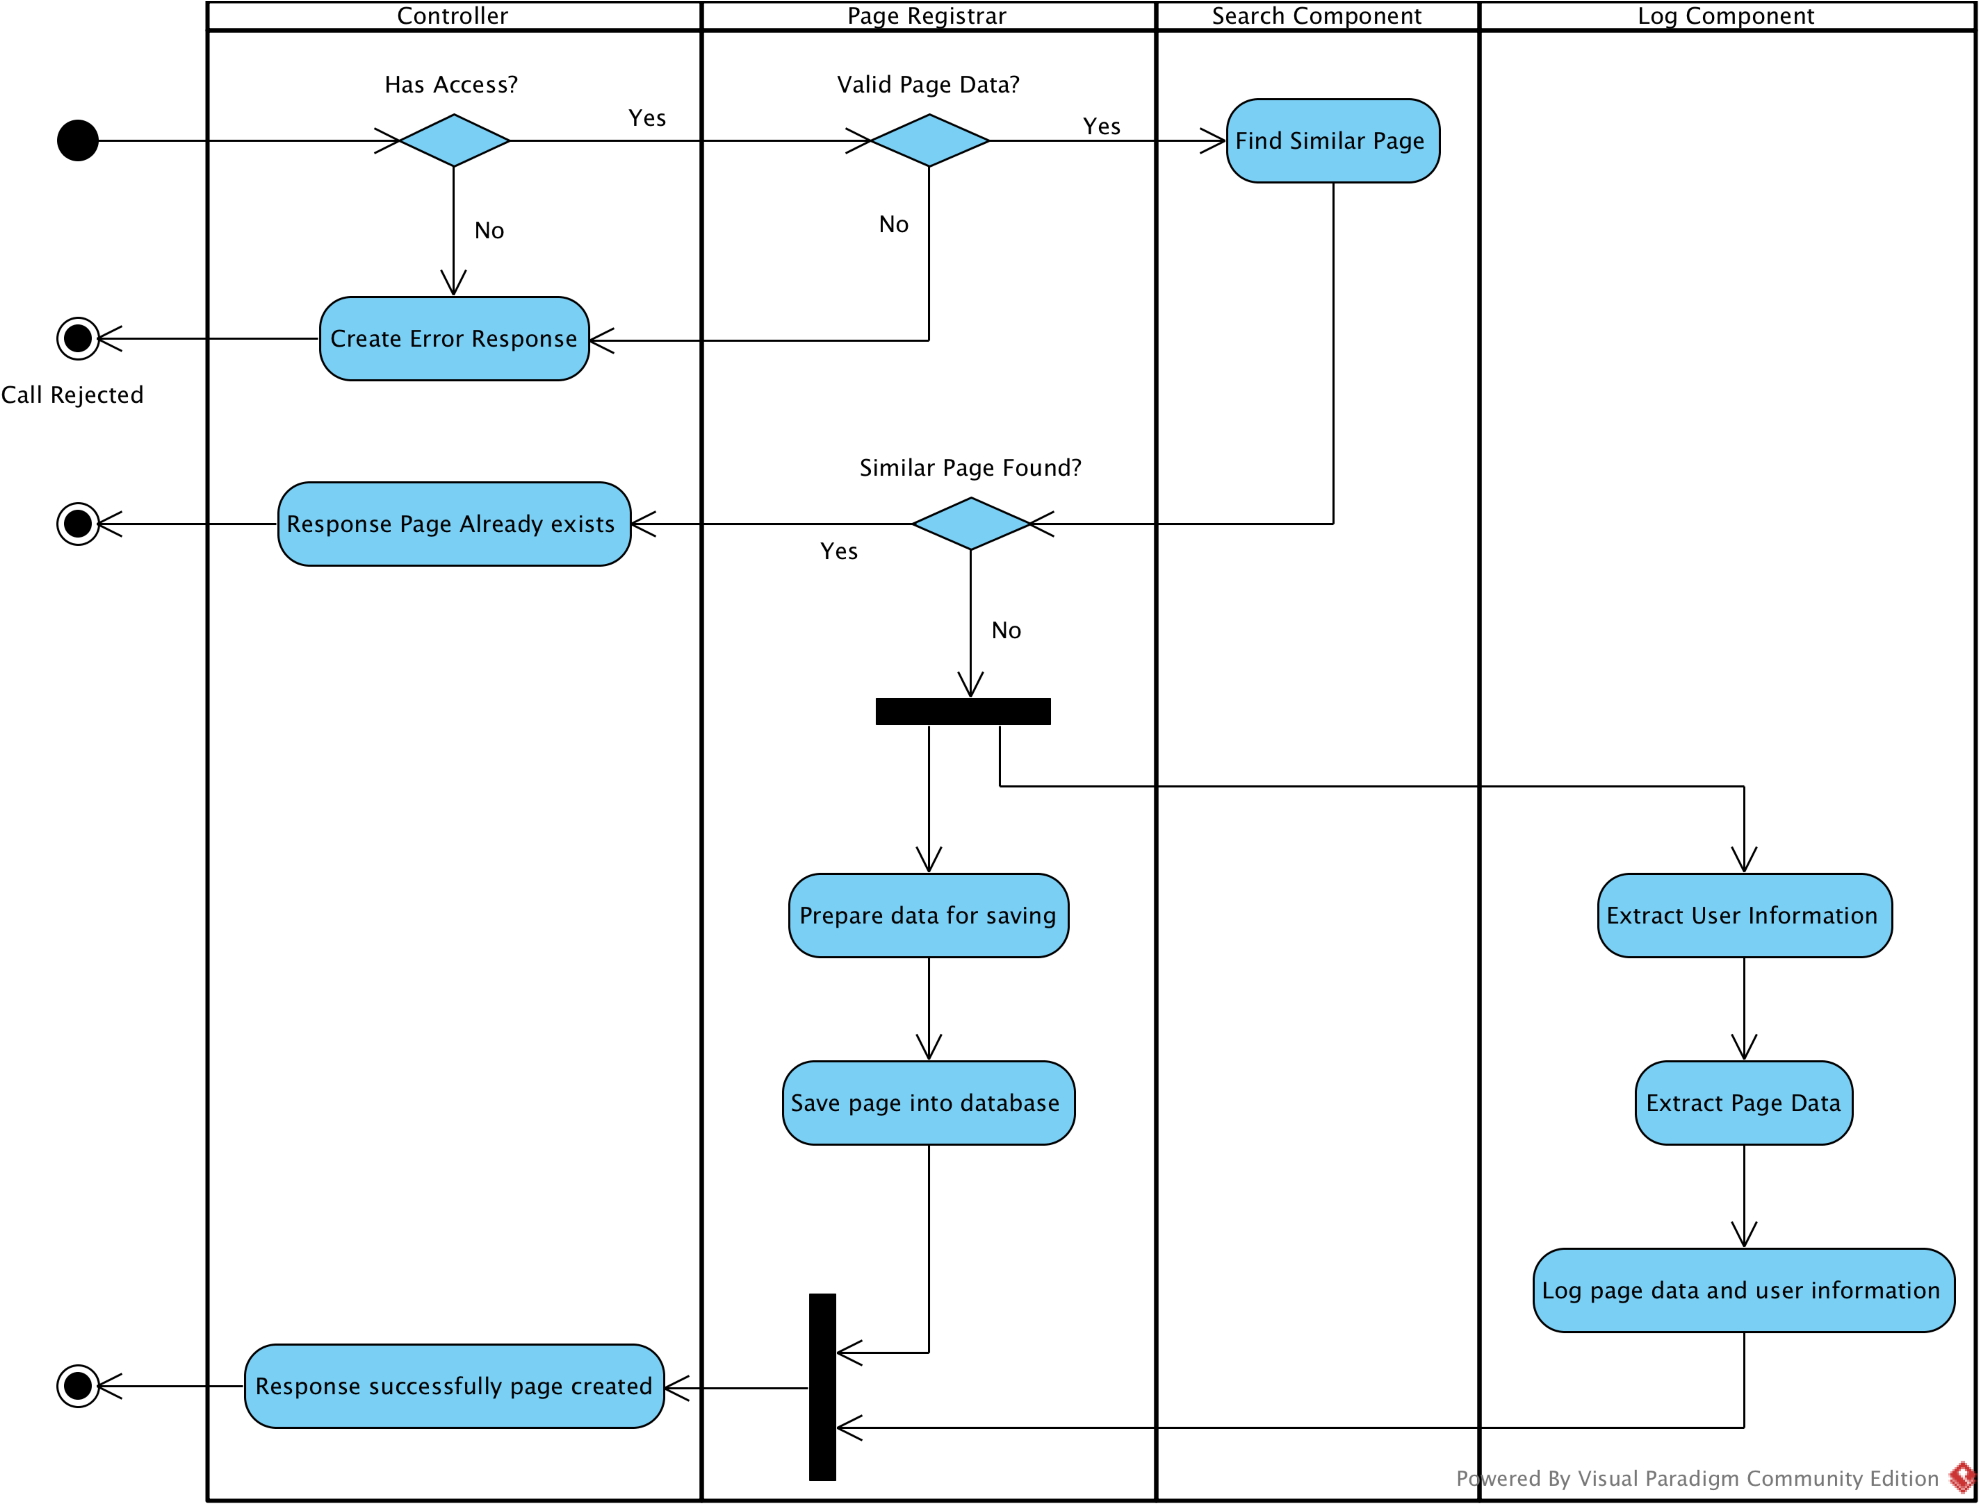 Controller
Page Registrar
Search Component
Log Component
Has Access?
Valid Page Data?
Yes
Yes
Find Similar Page
No
No
Create Error Response
Call Rejected
Similar Page Found?
Response Page Already exists
Yes
No
Prepare data for saving
Extract User Information
Save page into database
Extract Page Data
Log page data and user information
Response successfully page created
Powered By Visual Paradigm Community Edition